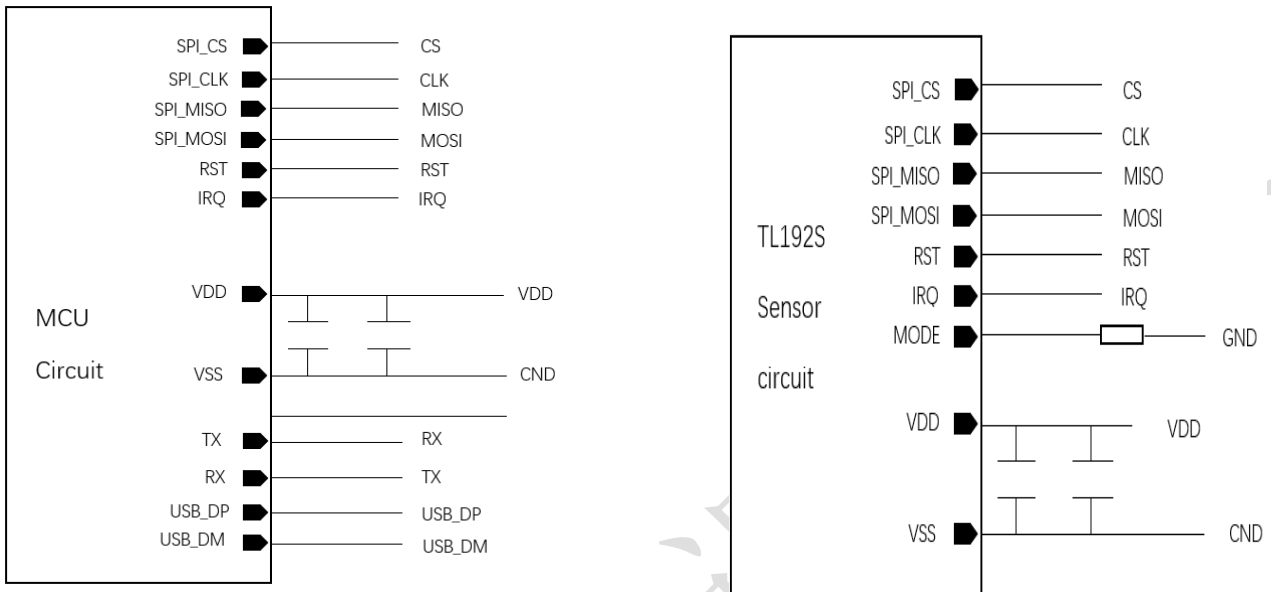 SPI_CS CS
SPI_CLK CLK
SPI_MISO MISO
SPI_MOSI MOSI
RST RST
IRQ IRQ
VDD VDD
MCU
Circuit
VSS CND
TX RX
RX TX
USB_DP USB_DP
USB_DM USB_DM
SPI_CS CS
SPI_CLK CLK
SPI_MISO MISO
SPI_MOSI MOSI
TL192S
RST RST
IRQ IRQ
Sensor
MODE GND
circuit
VDD VDD
VSS CND